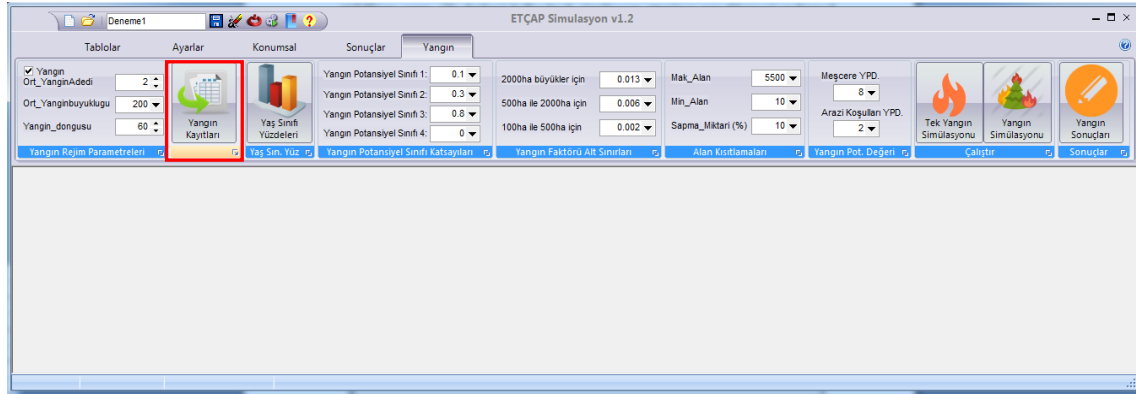 Deneme1
ETÇAP Simulasyon v1.2
Tablolar Ayarlar Konumsal Sonuçlar Yangın
Yangın
Ort_YanginAdedi 2
Ort_Yanginbuyuklugu 200
Yangin_dongusu 60
Yangın Rejim Parametreleri
Yangın
Kayıtları
Yaş Sınıfı
Yüzdeleri
Yaş Sın. Yüz
Yangın Potansiyel Sınıfı 1: 0.1
Yangın Potansiyel Sınıfı 2: 0.3
Yangın Potansiyel Sınıfı 3: 0.8
Yangın Potansiyel Sınıfı 4: 0
Yangın Potansiyel Sınıfı Katsayıları
2000ha büyükler için 0.013
500ha ile 2000ha için 0.006
100ha ile 500ha için 0.002
Yangın Faktörü Alt Sınırları
Mak_Alan 5500
Min_Alan 10
Sapma_Miktari (%) 10
Alan Kısıtlamaları
Meşcere YPD.
8
Arazi Koşulları YPD.
2
Yangın Pot. Değeri
Tek Yangın
Simülasyonu
Yangın
Simülasyonu
Çalıştır
Yangın
Sonuçları
Sonuçlar